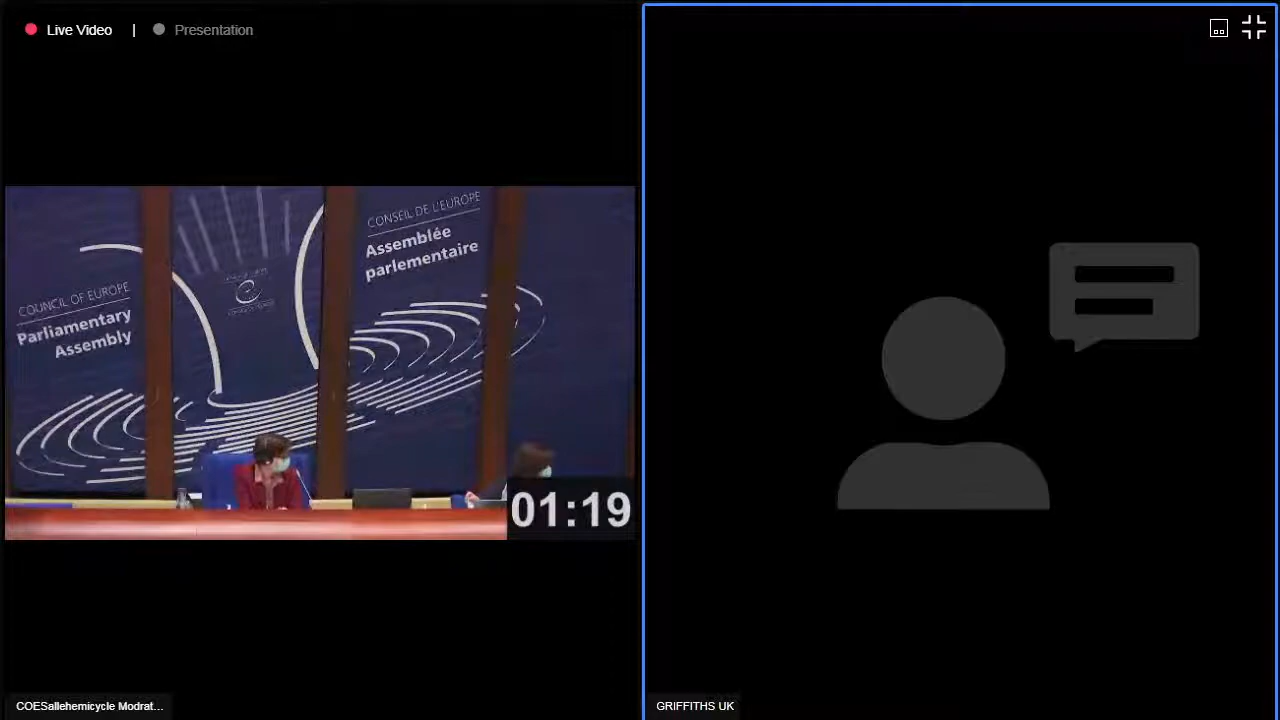 Live Video | Presentation
CONSEIL DE L'EUROPE
Assemblée
parlementaire
COUNCIL OF EUROPE
Parliamentary
Assembly
01:19
COESallehemicycle Modrat...
GRIFFITHS UK